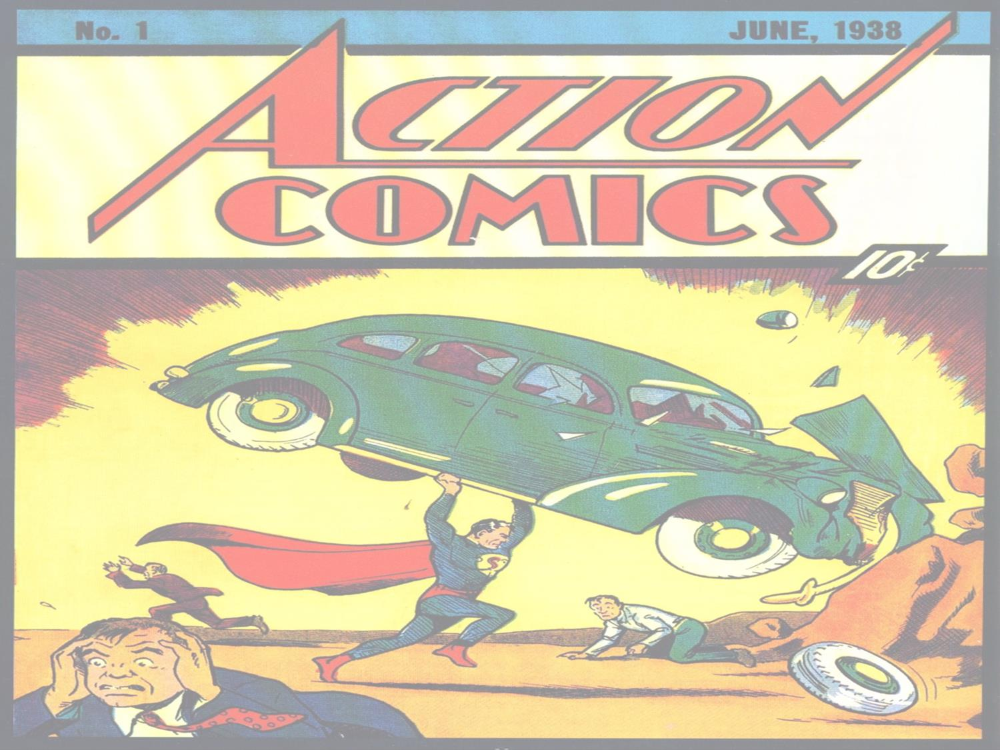 No. 1
JUNE, 1938
ACTION
COMICS
10¢
S